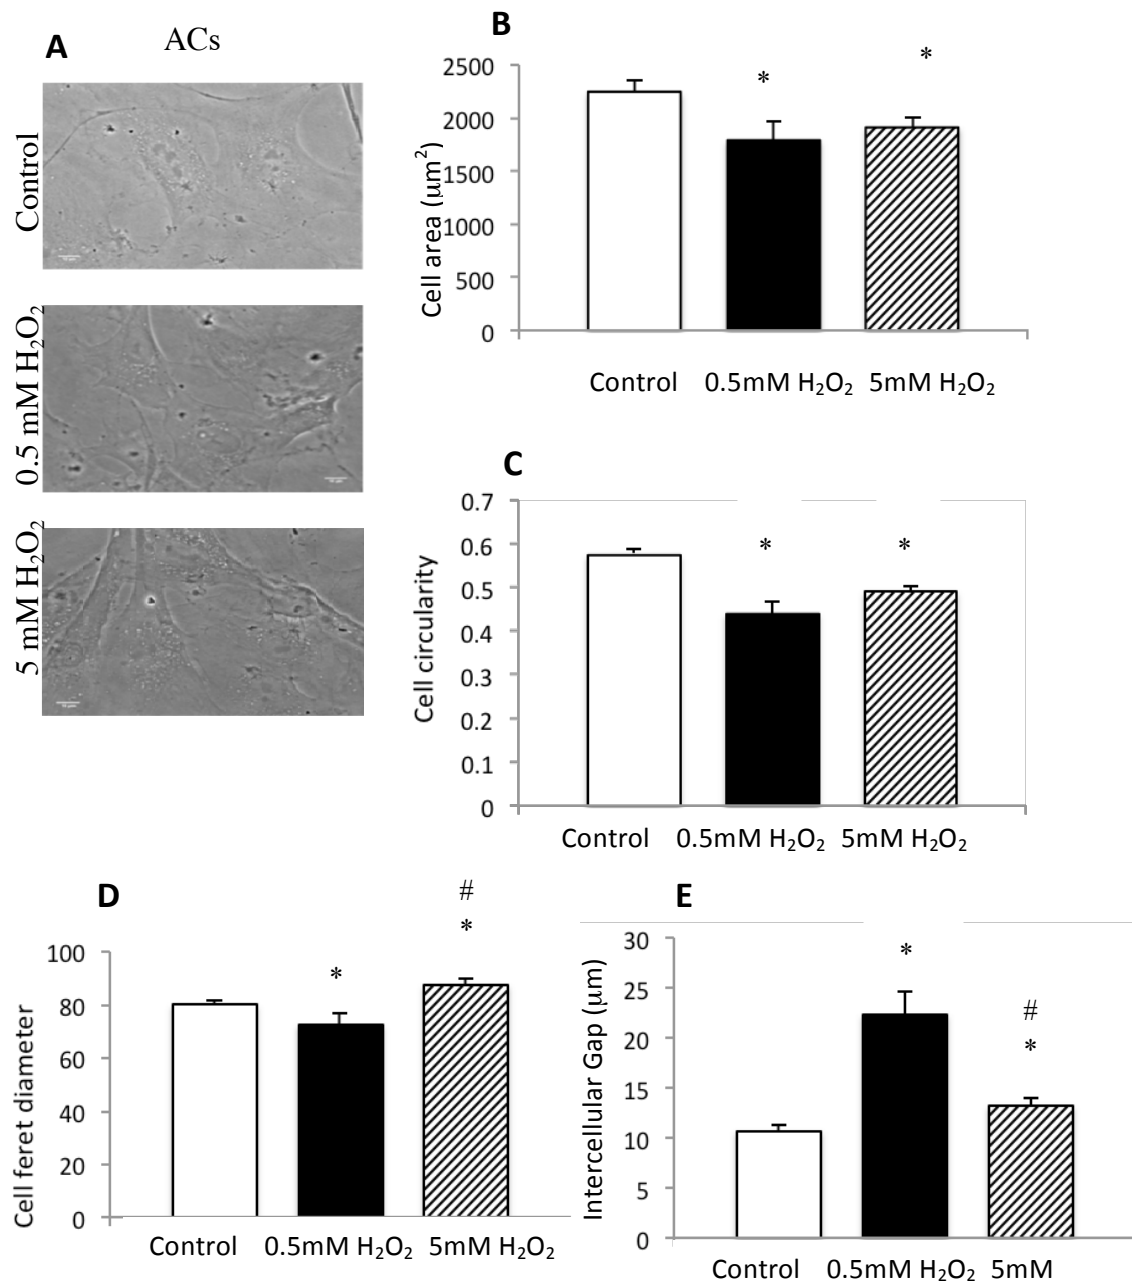 A
ACs
Control
0.5 mM H₂O₂
5 mM H₂O₂
B
*
*
2500
2000
1500
1000
500
0
Cell area (μm²)
Control 0.5mM H₂O₂ 5mM H₂O₂
C
0.7
0.6
0.5
0.4
0.3
0.2
0.1
0
*
*
Cell circularity
Control 0.5mM H₂O₂ 5mM H₂O₂
D
#
*
*
100
80
60
40
20
0
Cell feret diameter
Control 0.5mM H₂O₂ 5mM H₂O₂
E
30
25
20
15
10
5
0
*
#
*
Intercellular Gap (μm)
Control 0.5mM H₂O₂ 5mM